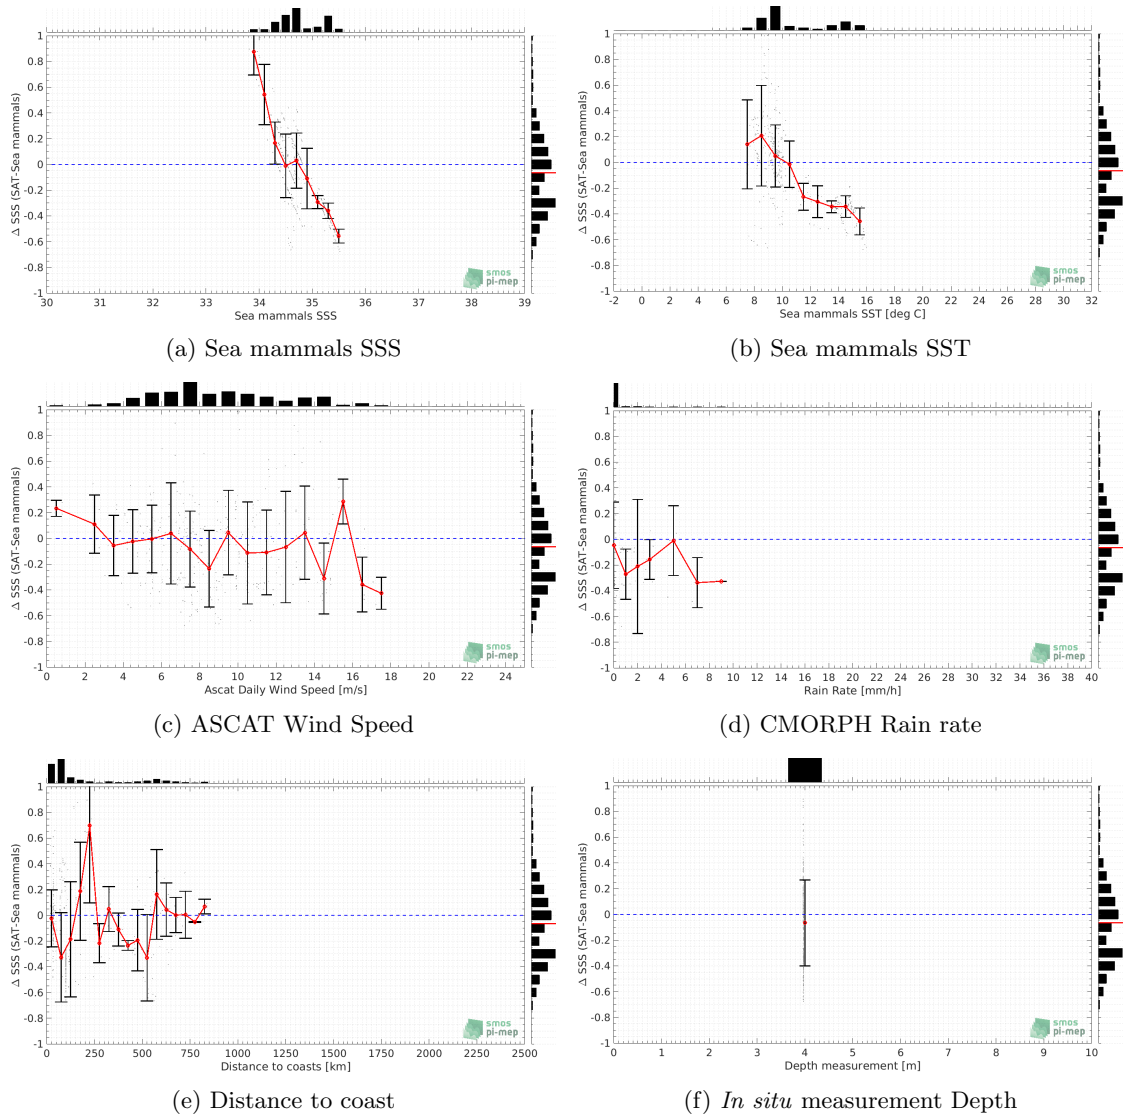 1
0.8
0.6
0.4
0.2
0
-0.2
-0.4
-0.6
-0.8
-1
Δ SSS (SAT-Sea mammals)
30 31 32 33 34 35 36 37 38 39
Sea mammals SSS
smos
pi-mep
(a) Sea mammals SSS
1
0.8
0.6
0.4
0.2
0
-0.2
-0.4
-0.6
-0.8
-1
Δ SSS (SAT-Sea mammals)
-2 0 2 4 6 8 10 12 14 16 18 20 22 24 26 28 30 32
Sea mammals SST [deg C]
smos
pi-mep
(b) Sea mammals SST
1
0.8
0.6
0.4
0.2
0
-0.2
-0.4
-0.6
-0.8
-1
Δ SSS (SAT-Sea mammals)
0 2 4 6 8 10 12 14 16 18 20 22 24
Ascat Daily Wind Speed [m/s]
smos
pi-mep
(c) ASCAT Wind Speed
1
0.8
0.6
0.4
0.2
0
-0.2
-0.4
-0.6
-0.8
-1
Δ SSS (SAT-Sea mammals)
0 2 4 6 8 10 12 14 16 18 20 22 24 26 28 30 32 34 36 38 40
Rain Rate [mm/h]
smos
pi-mep
(d) CMORPH Rain rate
1
0.8
0.6
0.4
0.2
0
-0.2
-0.4
-0.6
-0.8
-1
Δ SSS (SAT-Sea mammals)
0 250 500 750 1000 1250 1500 1750 2000 2250 2500
Distance to coasts [km]
smos
pi-mep
(e) Distance to coast
1
0.8
0.6
0.4
0.2
0
-0.2
-0.4
-0.6
-0.8
-1
Δ SSS (SAT-Sea mammals)
0 1 2 3 4 5 6 7 8 9 10
Depth measurement [m]
smos
pi-mep
(f) In situ measurement Depth